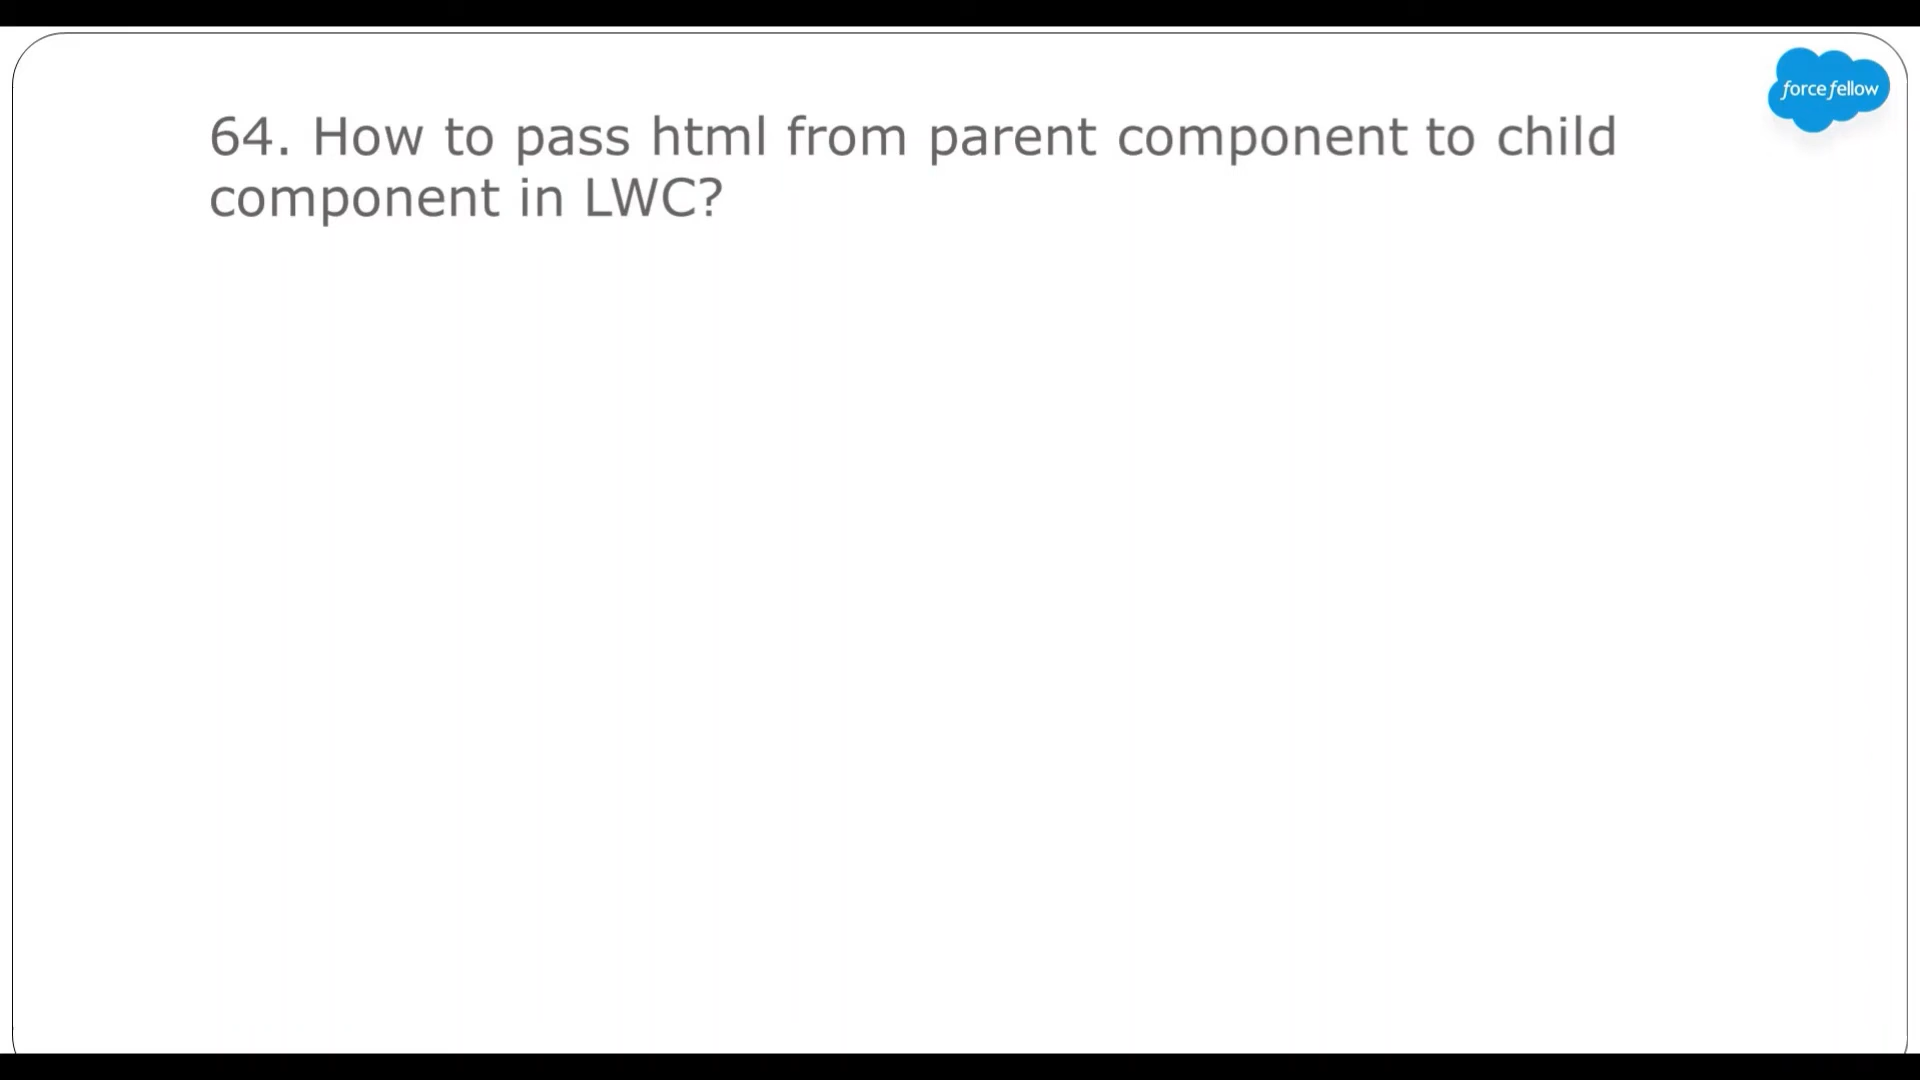 force fellow
64. How to pass html from parent component to child
component in LWC?